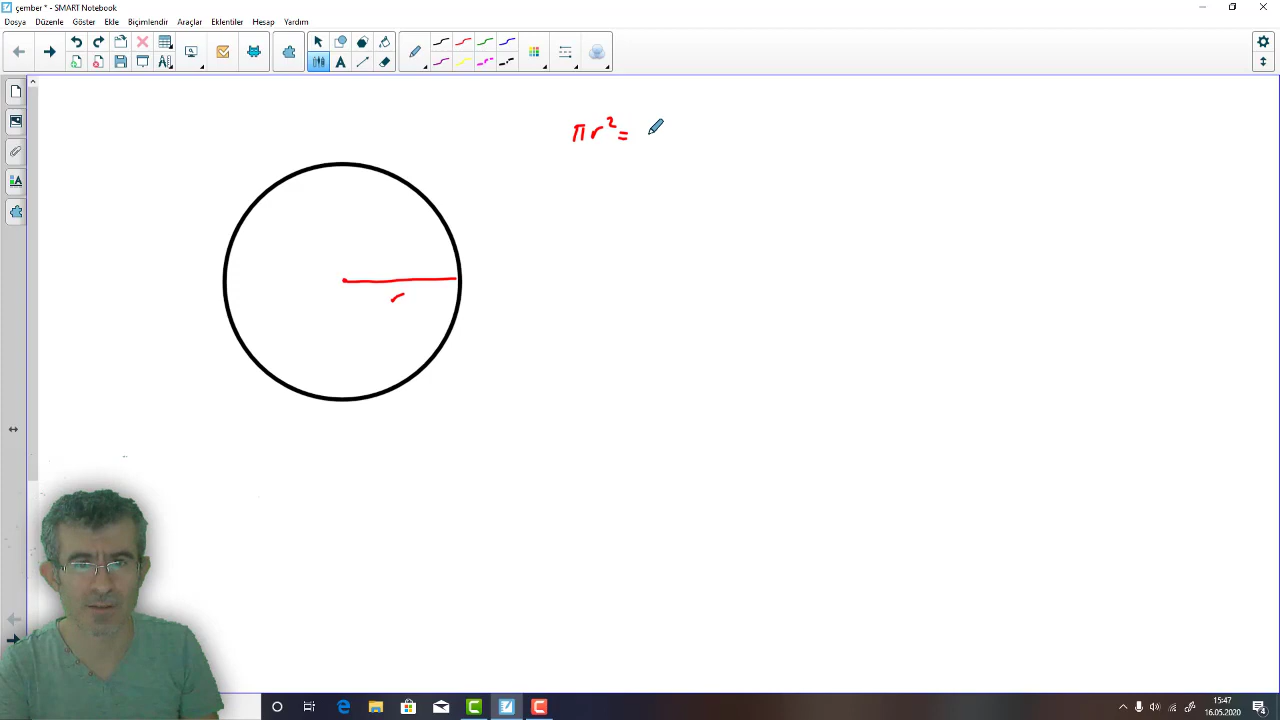 çember * - SMART Notebook
Dosya Düzenle Göster Ekle Biçimlendir Araçlar Eklentiler Hesap Yardım
πr²=
r
15:47
16.05.2020